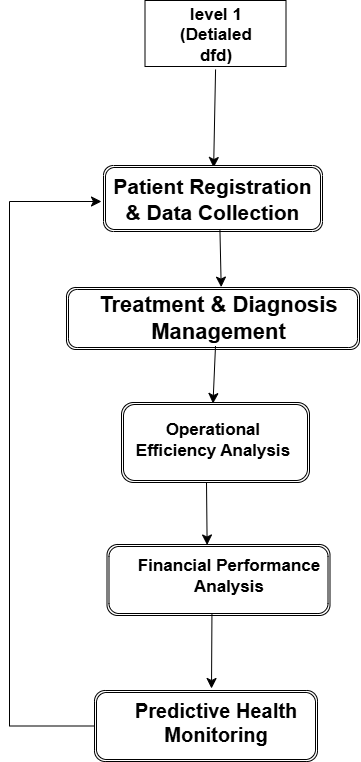 level 1
(Detialed
dfd)
Patient Registration
& Data Collection
Treatment & Diagnosis
Management
Operational
Efficiency Analysis
Financial Performance
Analysis
Predictive Health
Monitoring